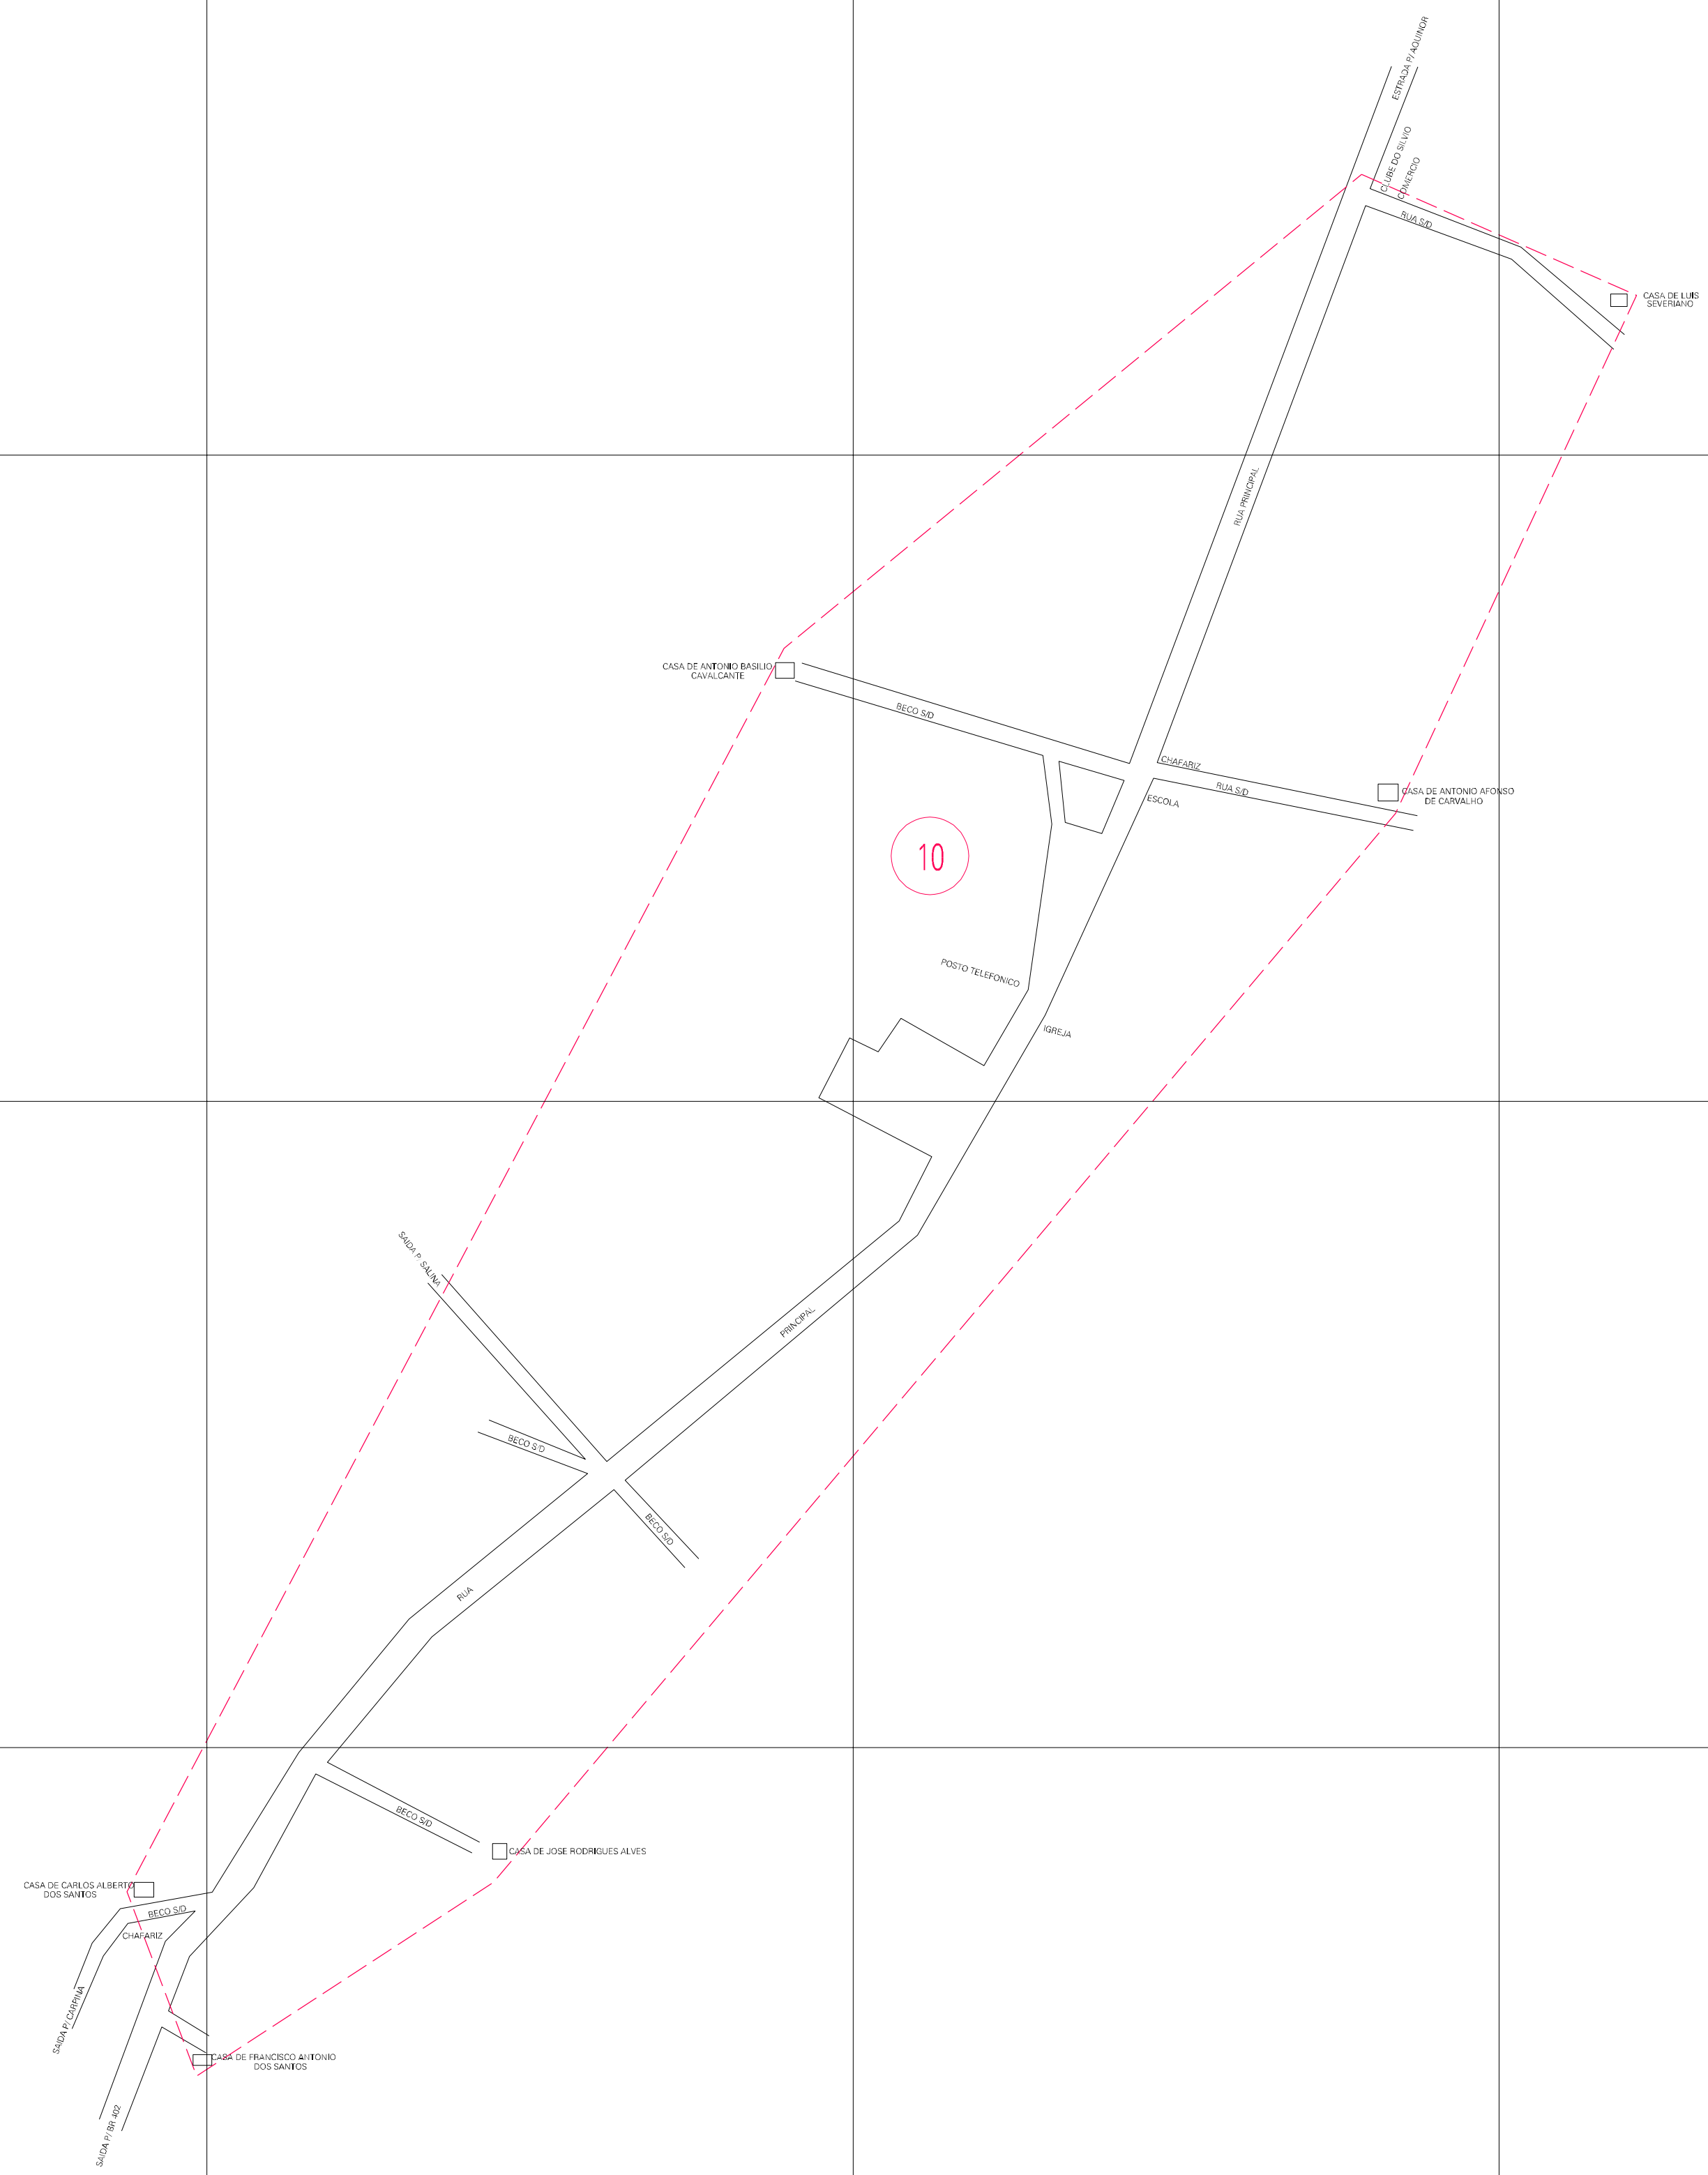 ESTRADA P/ AQUINOR
CLUBE DO SILVIO
COMERCIO
RUA S/D
CASA DE LUIS
SEVERIANO
RUA PRINCIPAL
CASA DE ANTONIO BASILIO
CAVALCANTE
BECO S/D
CHAFARIZ
RUA S/D
ESCOLA
CASA DE ANTONIO AFONSO
DE CARVALHO
10
POSTO TELEFONICO
IGREJA
SAIDA P/ SALINA
PRINCIPAL
BECO S/D
BECO S/D
RUA
BECO S/D
CASA DE JOSE RODRIGUES ALVES
CASA DE CARLOS ALBERTO
DOS SANTOS
BECO S/D
CHAFARIZ
SAIDA P/ CARPINA
CASA DE FRANCISCO ANTONIO
DOS SANTOS
SAIDA P/ BR 402